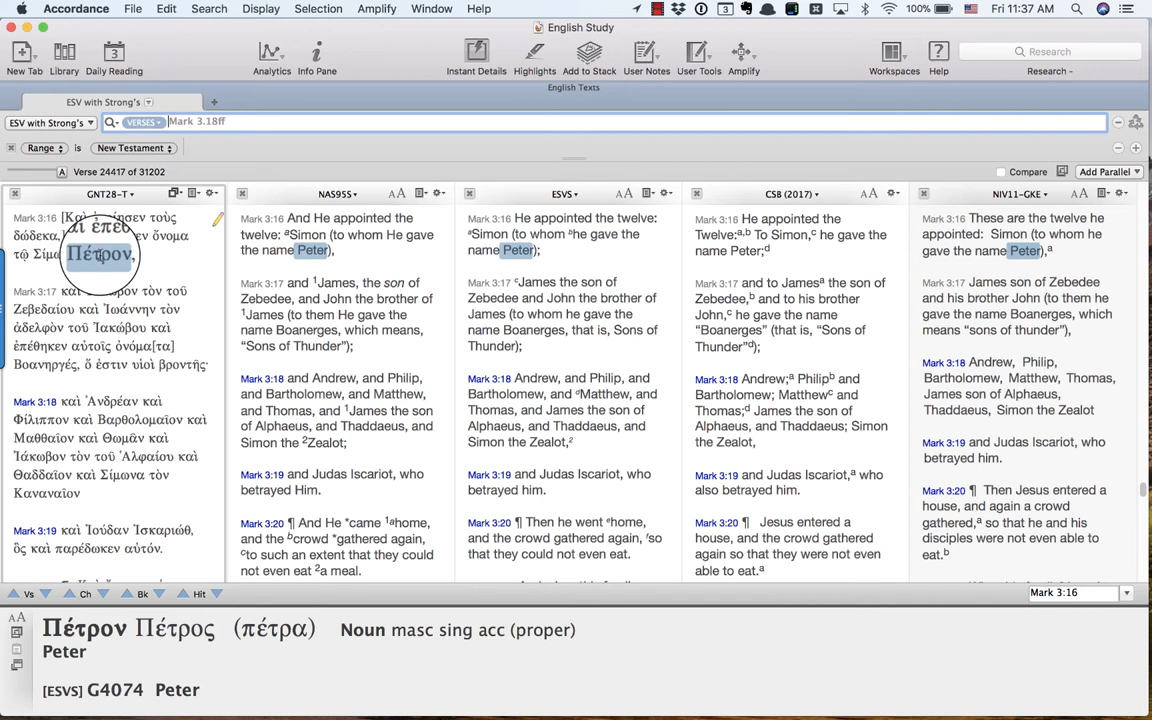 Accordance File Edit Search Display Selection Amplify Window Help 3 100% Fri 11:37 AM
English Study
New Tab Library Daily Reading Analytics Info Pane Instant Details Highlights Add to Stack User Notes User Tools Amplify Workspaces Help Research
Research
English Texts
ESV with Strong's
ESV with Strong's VERSES Mark 3.18ff
Range is New Testament
A Verse 24417 of 31202 Compare Add Parallel
GNT28-T
Mark 3:16 [Καὶ ἐποίησεν τοὺς
δώδεκα,
τῷ Σίμω Πέτρον,
Mark 3:17 καὶ
Ζεβεδαίου καὶ Ἰωάννην τὸν
ἀδελφὸν τοῦ Ἰακώβου καὶ
ἐπέθηκεν αὐτοῖς ὀνόμα[τα]
Βοανηργές, ὅ ἐστιν υἱοὶ βροντῆς·
Mark 3:18 καὶ Ἀνδρέαν καὶ
Φίλιππον καὶ Βαρθολομαῖον καὶ
Μαθθαῖον καὶ Θωμᾶν καὶ
Ἰάκωβον τὸν τοῦ Ἁλφαίου καὶ
Θαδδαῖον καὶ Σίμωνα τὸν
Καναναῖον
Mark 3:19 καὶ Ἰούδαν Ἰσκαριώθ,
ὃς καὶ παρέδωκεν αὐτόν.
NAS95S
Mark 3:16 And He appointed the
twelve: aSimon (to whom He gave
the name Peter),
Mark 3:17 and 1James, the son of
Zebedee, and John the brother of
1James (to them He gave the
name Boanerges, which means,
“Sons of Thunder”);
Mark 3:18 and Andrew, and Philip,
and Bartholomew, and Matthew,
and Thomas, and 1James the son
of Alphaeus, and Thaddaeus, and
Simon the 2Zealot;
Mark 3:19 and Judas Iscariot, who
betrayed Him.
Mark 3:20 ¶ And He *came 1ahome,
and the bcrowd *gathered again,
cto such an extent that they could
not even eat 2a meal.
ESVS
Mark 3:16 He appointed the twelve:
aSimon (to whom bhe gave the
name Peter);
Mark 3:17 cJames the son of
Zebedee and John the brother of
James (to whom he gave the
name Boanerges, that is, Sons of
Thunder);
Mark 3:18 Andrew, and Philip, and
Bartholomew, and dMatthew, and
Thomas, and James the son of
Alphaeus, and Thaddaeus, and
Simon the Zealot,2
Mark 3:19 and Judas Iscariot, who
betrayed him.
Mark 3:20 ¶ Then he went ehome,
and the crowd gathered again, fso
that they could not even eat.
CSB (2017)
Mark 3:16 He appointed the
Twelve:a,b To Simon,c he gave the
name Peter;d
Mark 3:17 and to Jamesa the son of
Zebedee,b and to his brother
John,c he gave the name
“Boanerges” (that is, “Sons of
Thunder”d);
Mark 3:18 Andrew;a Philipb and
Bartholomew; Matthewc and
Thomas;d James the son of
Alphaeus, and Thaddaeus; Simon
the Zealot,
Mark 3:19 and Judas Iscariot,a who
also betrayed him.
Mark 3:20 ¶ Jesus entered a
house, and the crowd gathered
again so that they were not even
able to eat.a
NIV11-GKE
Mark 3:16 These are the twelve he
appointed: Simon (to whom he
gave the name Peter),a
Mark 3:17 James son of Zebedee
and his brother John (to them he
gave the name Boanerges, which
means “sons of thunder”),
Mark 3:18 Andrew, Philip,
Bartholomew, Matthew, Thomas,
James son of Alphaeus,
Thaddaeus, Simon the Zealot
Mark 3:19 and Judas Iscariot, who
betrayed him.
Mark 3:20 ¶ Then Jesus entered a
house, and again a crowd
gathered,a so that he and his
disciples were not even able to
eat.b
Vs Ch Bk Hit Mark 3:16
Πέτρον Πέτρος (πέτρα) Noun masc sing acc (proper)
Peter
[ESVS] G4074 Peter